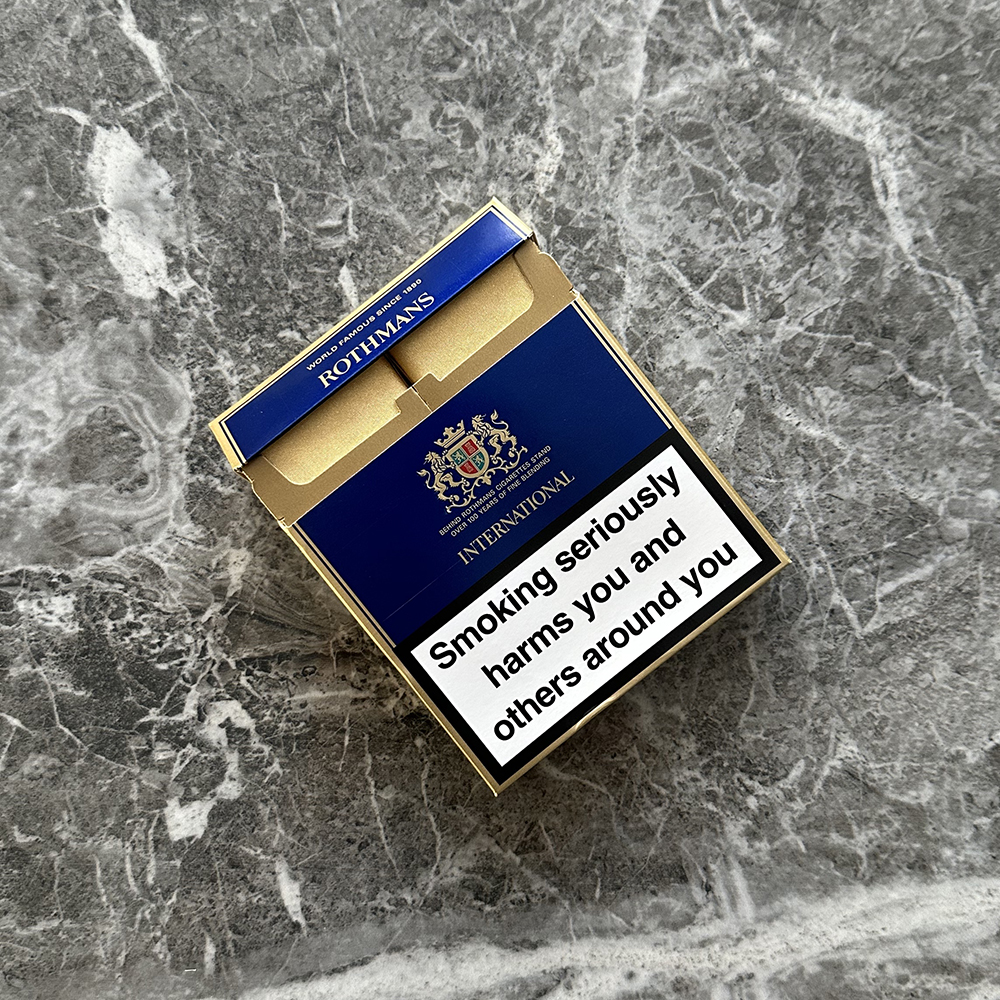 WORLD FAMOUS SINCE 1890
ROTHMANS
BEHIND ROTHMANS CIGARETTES STAND
OVER 100 YEARS OF FINE BLENDING
INTERNATIONAL
Smoking seriously
harms you and
others around you